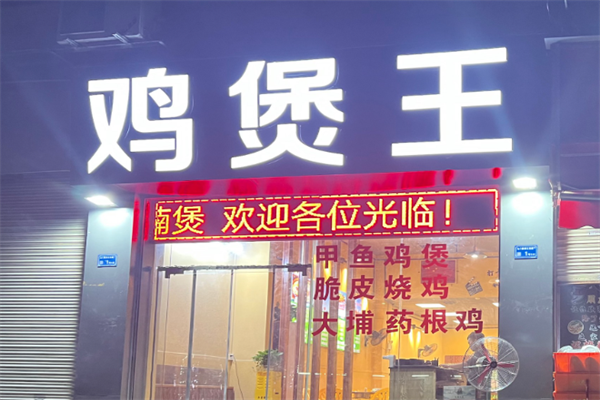 鸡煲王
煲 欢迎各位光临!
甲鱼鸡煲
脆皮烧鸡
大埔药根鸡